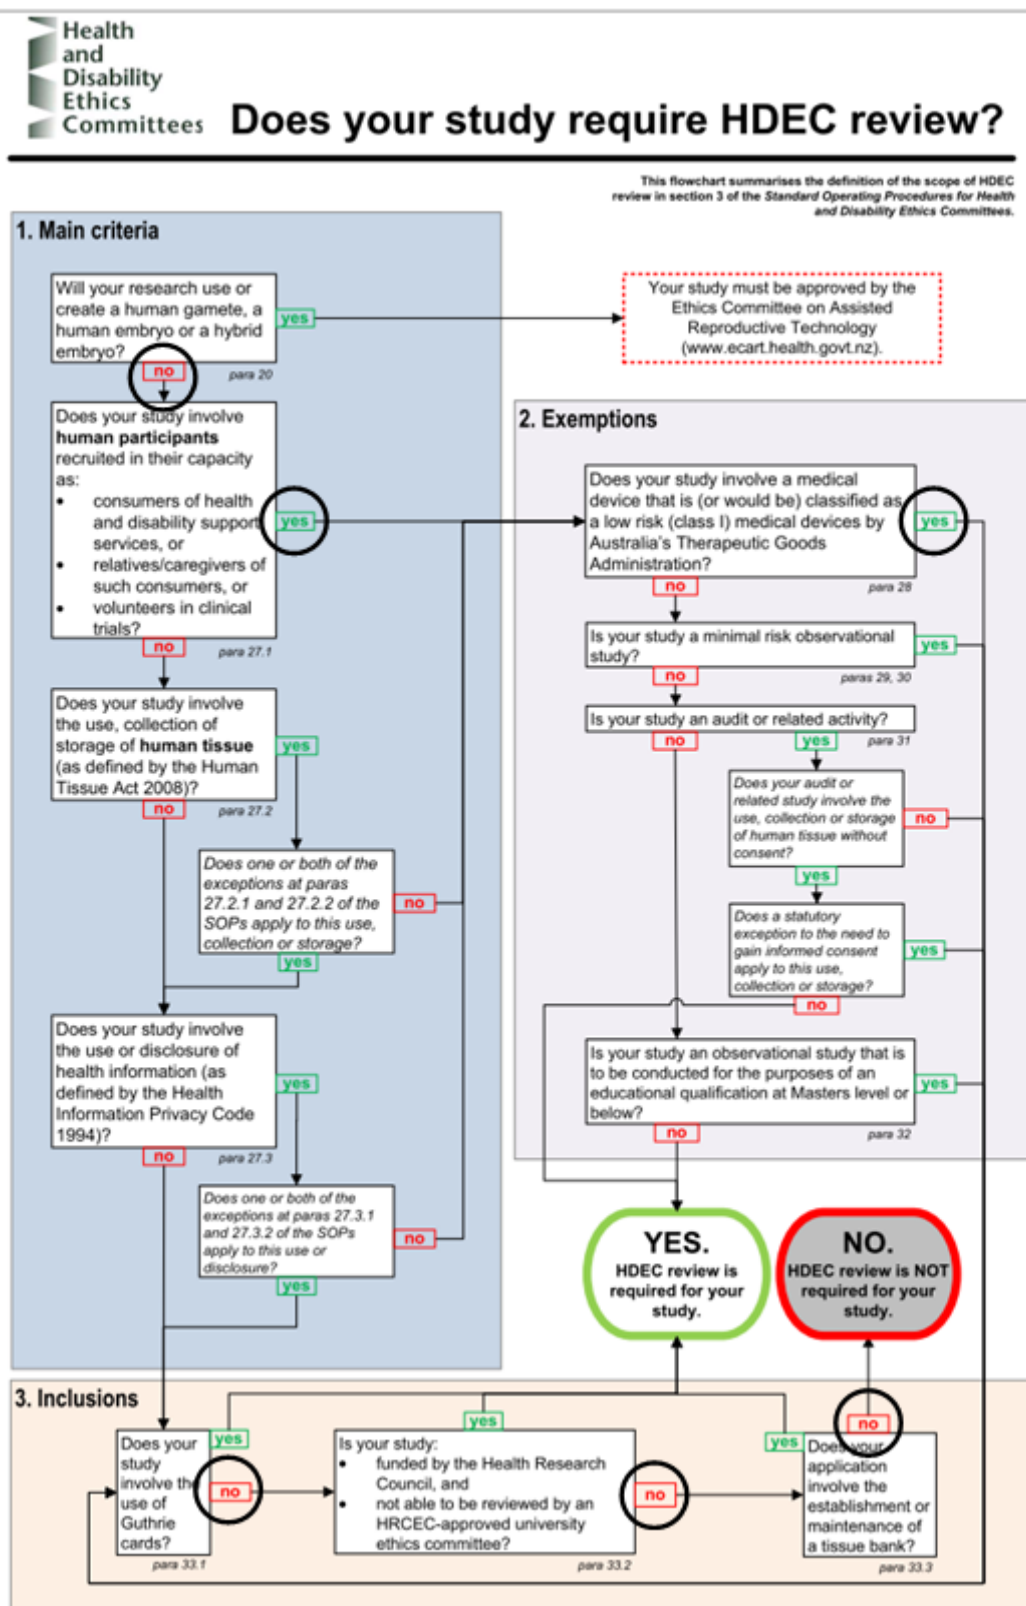 Health
and
Disability
Ethics
Committees
Does your study require HDEC review?
This flowchart summarises the definition of the scope of HDEC
review in section 3 of the Standard Operating Procedures for Health
and Disability Ethics Committees.
1. Main criteria
Will your research use or
create a human gamete, a
human embryo or a hybrid
embryo?
yes
no
para 20
Your study must be approved by the
Ethics Committee on Assisted
Reproductive Technology
(www.ecart.health.govt.nz).
Does your study involve
human participants
recruited in their capacity
as:
• consumers of health
and disability support
services, or
• relatives/caregivers of
such consumers, or
• volunteers in clinical
trials?
yes
no
para 27.1
Does your study involve
the use, collection of
storage of human tissue
(as defined by the Human
Tissue Act 2008)?
yes
no
para 27.2
Does one or both of the
exceptions at paras
27.2.1 and 27.2.2 of the
SOPs apply to this use,
collection or storage?
no
yes
Does your study involve
the use or disclosure of
health information (as
defined by the Health
Information Privacy Code
1994)?
yes
no
para 27.3
Does one or both of the
exceptions at paras 27.3.1
and 27.3.2 of the SOPs
apply to this use or
disclosure?
no
yes
2. Exemptions
Does your study involve a medical
device that is (or would be) classified as
a low risk (class I) medical devices by
Australia's Therapeutic Goods
Administration?
yes
no
para 28
Is your study a minimal risk observational
study?
yes
no
paras 29, 30
Is your study an audit or related activity?
no
yes
para 31
Does your audit or
related study involve the
use, collection or storage
of human tissue without
consent?
no
yes
Does a statutory
exception to the need to
gain informed consent
apply to this use,
collection or storage?
yes
no
Is your study an observational study that is
to be conducted for the purposes of an
educational qualification at Masters level or
below?
yes
no
para 32
YES.
HDEC review is
required for your
study.
NO.
HDEC review is NOT
required for your
study.
3. Inclusions
Does your
study
involve the
use of
Guthrie
cards?
yes
no
para 33.1
Is your study:
• funded by the Health Research
Council, and
• not able to be reviewed by an
HRCEC-approved university
ethics committee?
yes
no
para 33.2
Does your
application
involve the
establishment or
maintenance of
a tissue bank?
yes
no
para 33.3